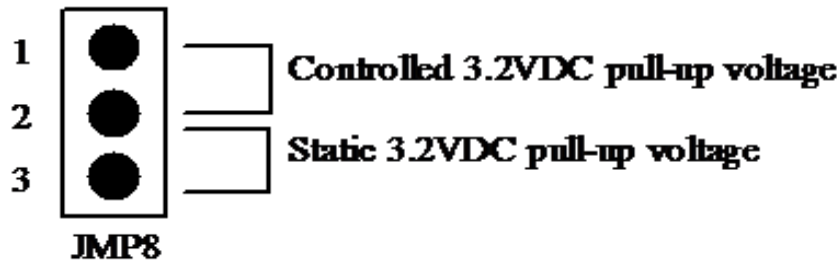 1
Controlled 3.2VDC pull-up voltage
2
Static 3.2VDC pull-up voltage
3
JMP8